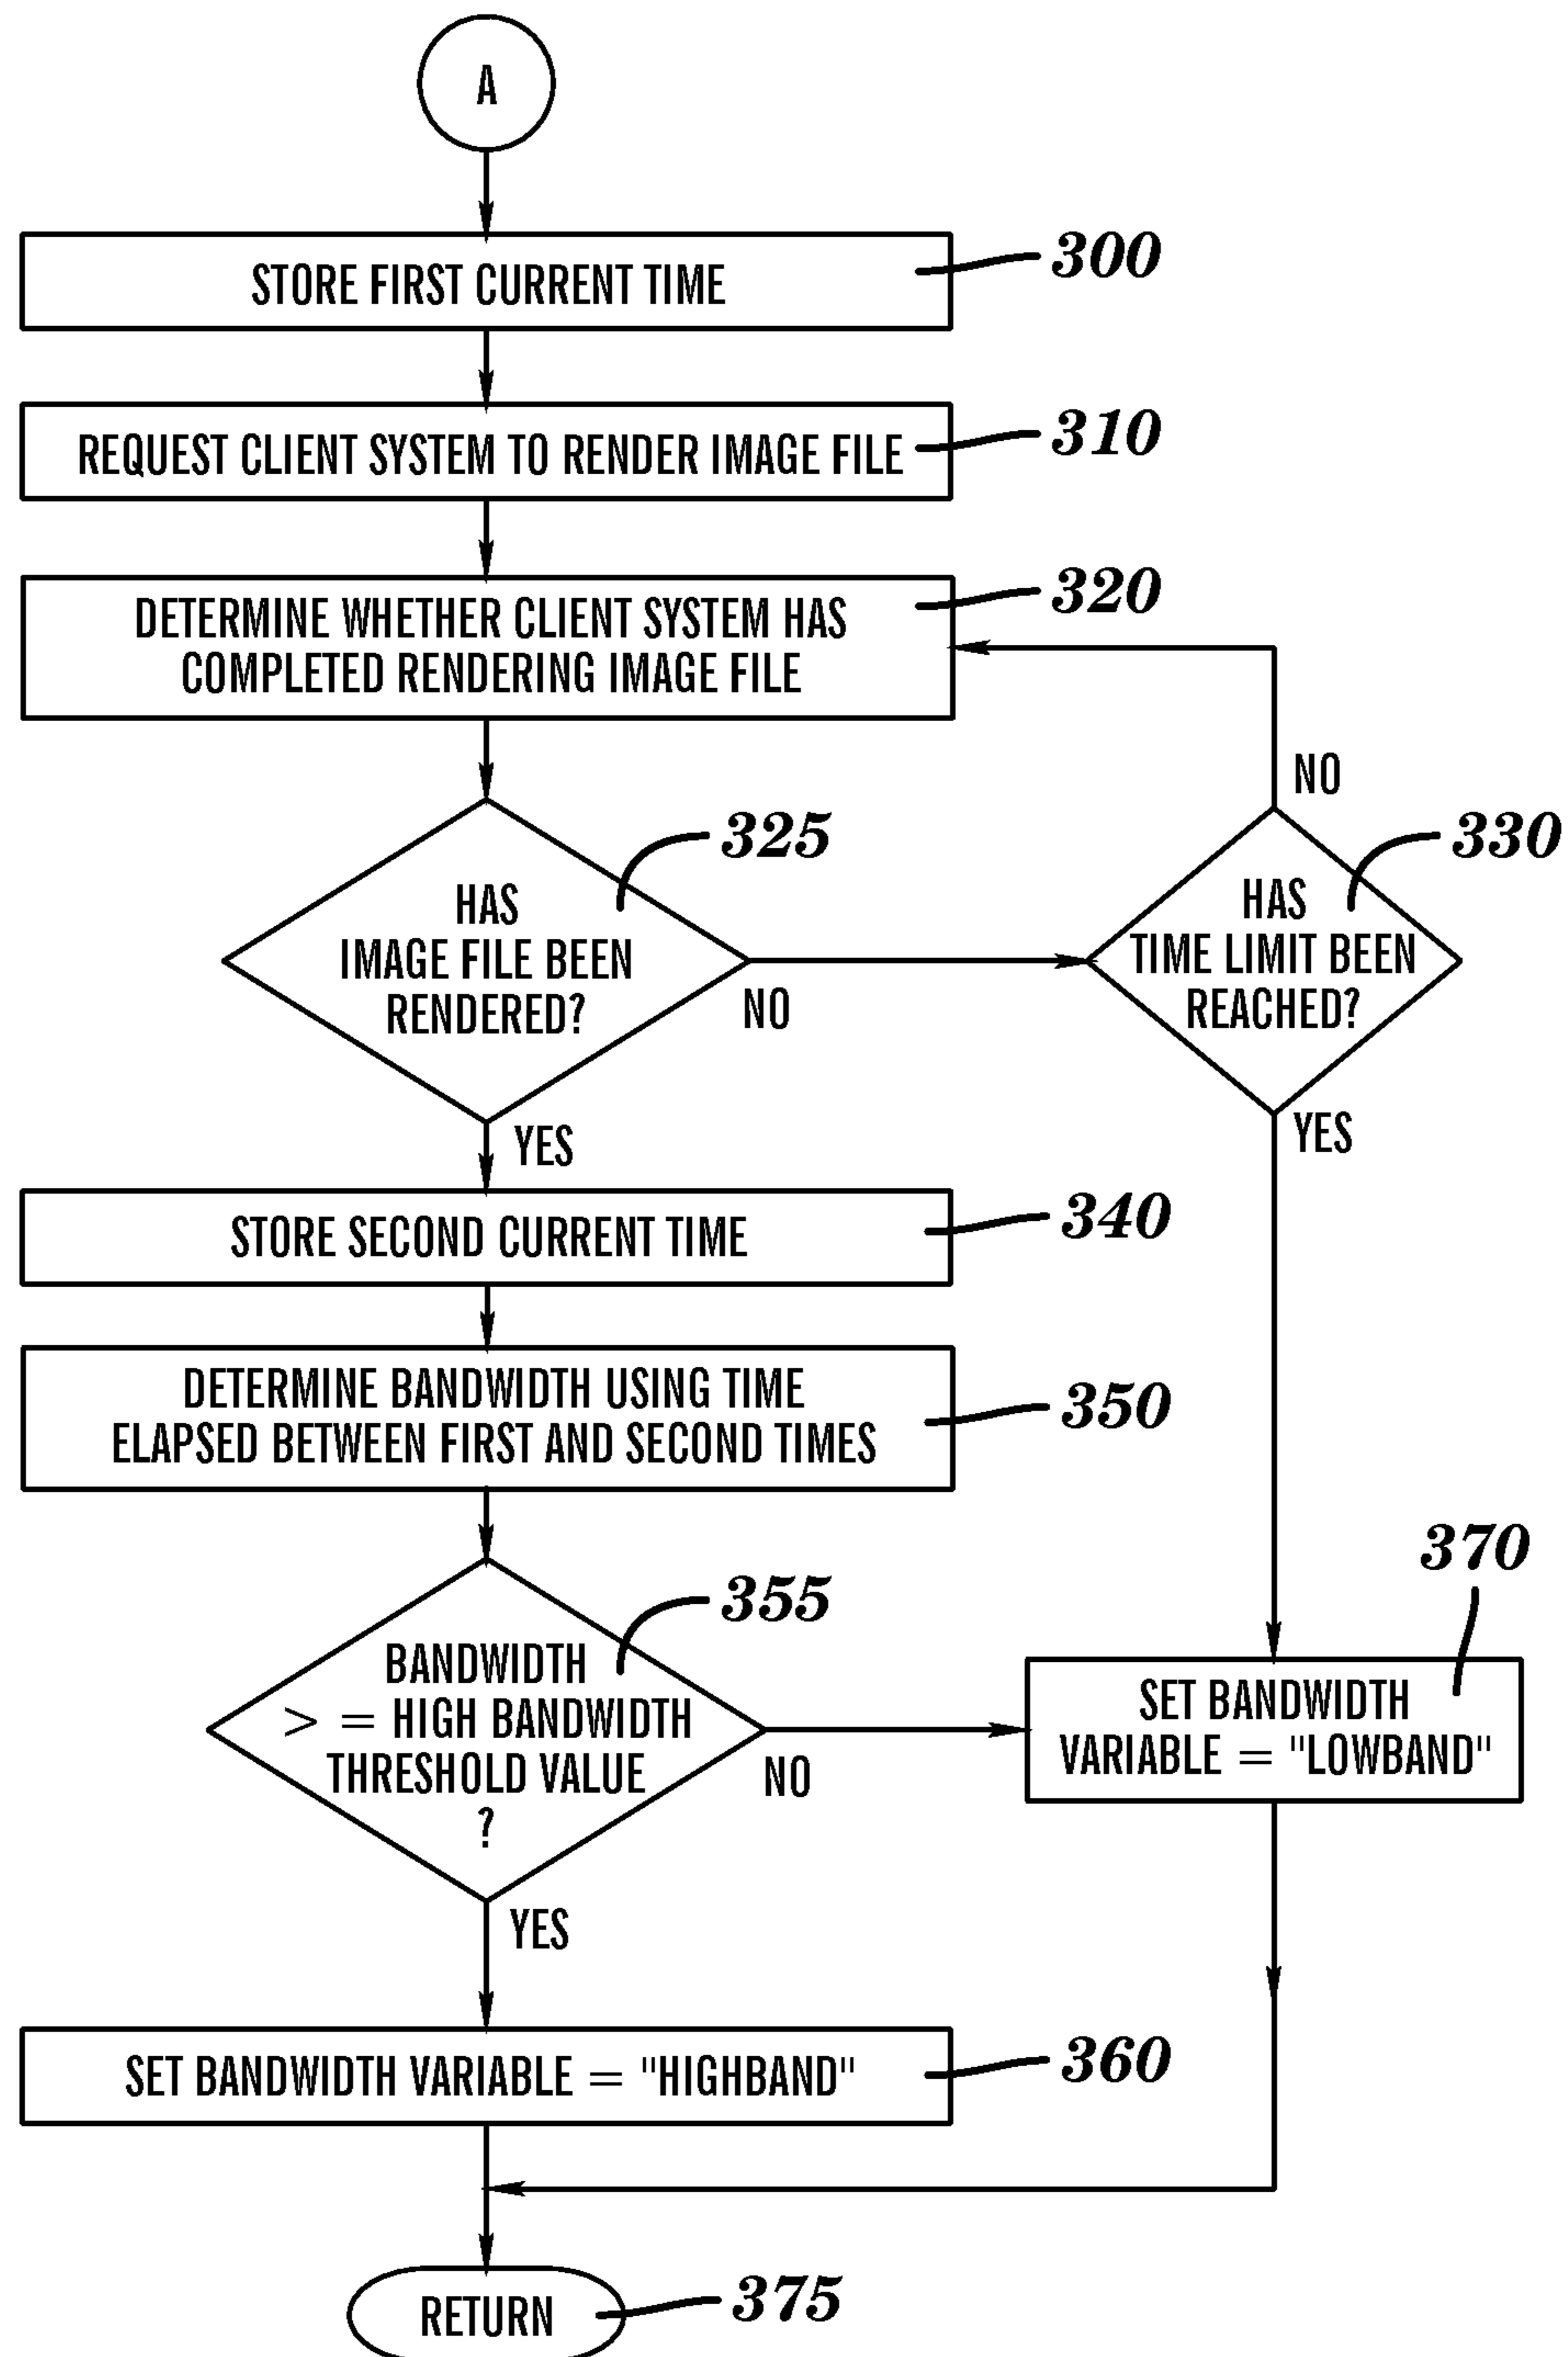 A
STORE FIRST CURRENT TIME
300
REQUEST CLIENT SYSTEM TO RENDER IMAGE FILE
310
DETERMINE WHETHER CLIENT SYSTEM HAS
COMPLETED RENDERING IMAGE FILE
320
HAS
IMAGE FILE BEEN
RENDERED?
325
NO
YES
HAS
TIME LIMIT BEEN
REACHED?
330
NO
YES
STORE SECOND CURRENT TIME
340
DETERMINE BANDWIDTH USING TIME
ELAPSED BETWEEN FIRST AND SECOND TIMES
350
BANDWIDTH
> = HIGH BANDWIDTH
THRESHOLD VALUE
?
355
NO
YES
SET BANDWIDTH
VARIABLE = "LOWBAND"
370
SET BANDWIDTH VARIABLE = "HIGHBAND"
360
RETURN
375